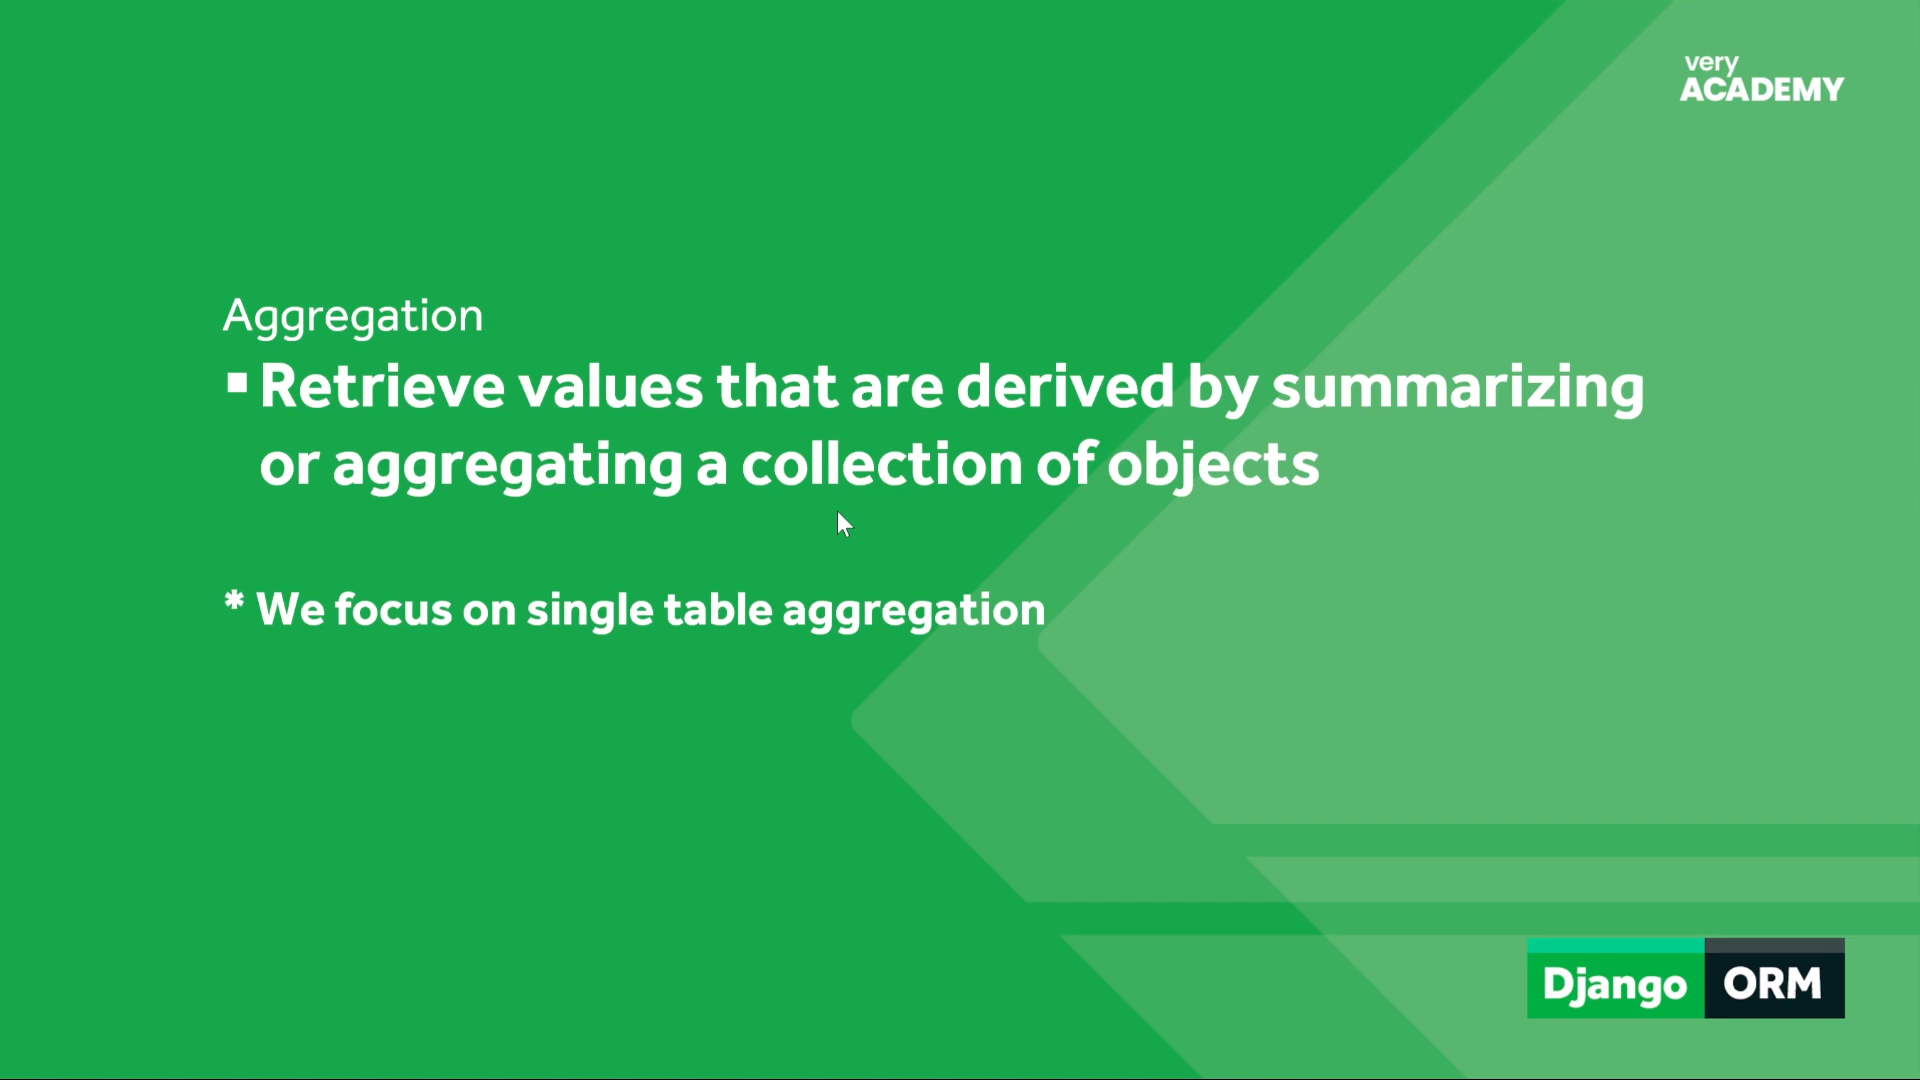 very
ACADEMY
Aggregation
▪ Retrieve values that are derived by summarizing
or aggregating a collection of objects
* We focus on single table aggregation
Django ORM